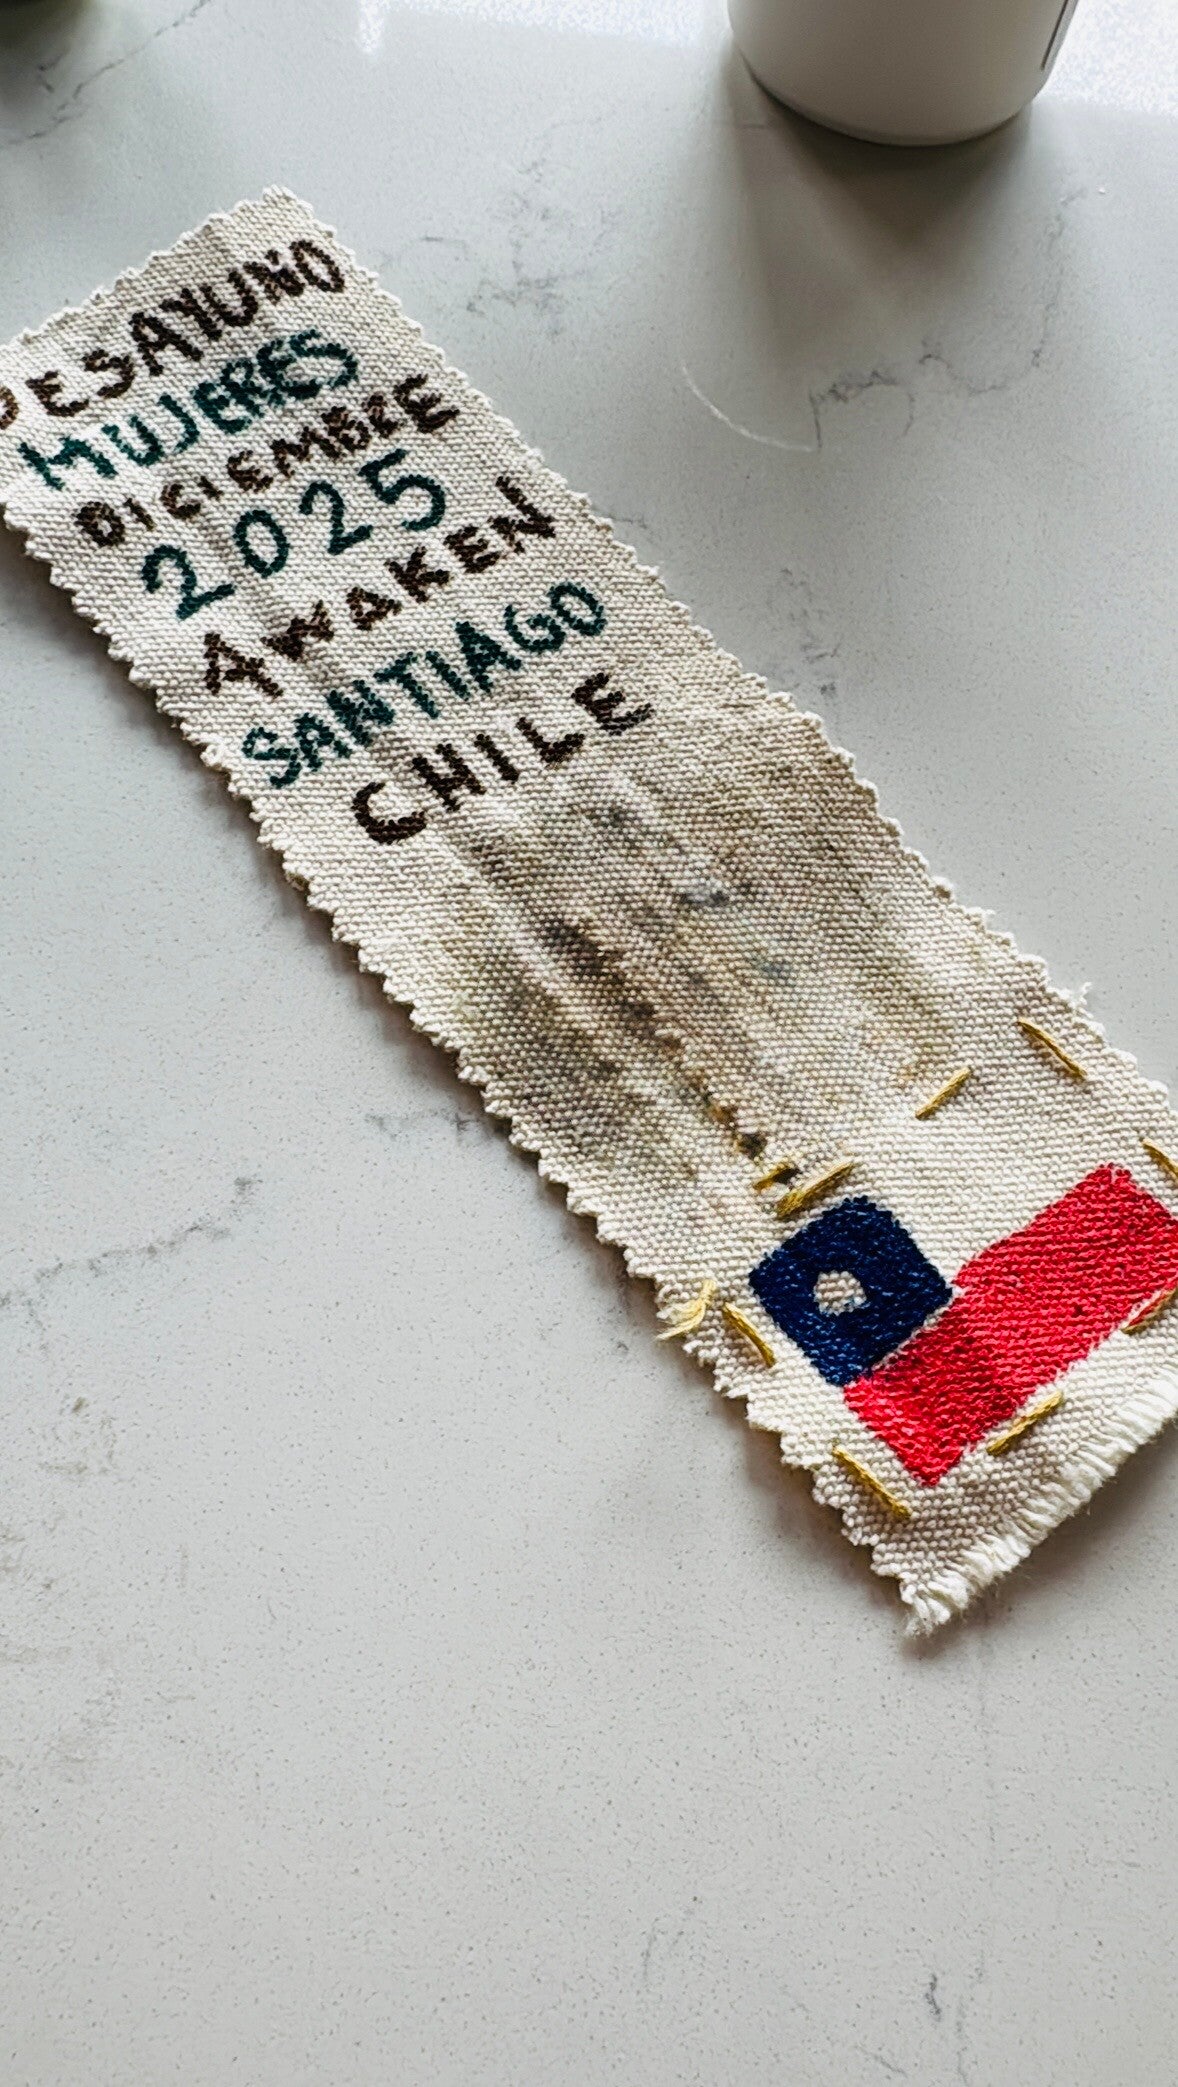 DESAYUNO
MUJERES
DICIEMBRE
2025
AWAKEN
SANTIAGO
CHILE